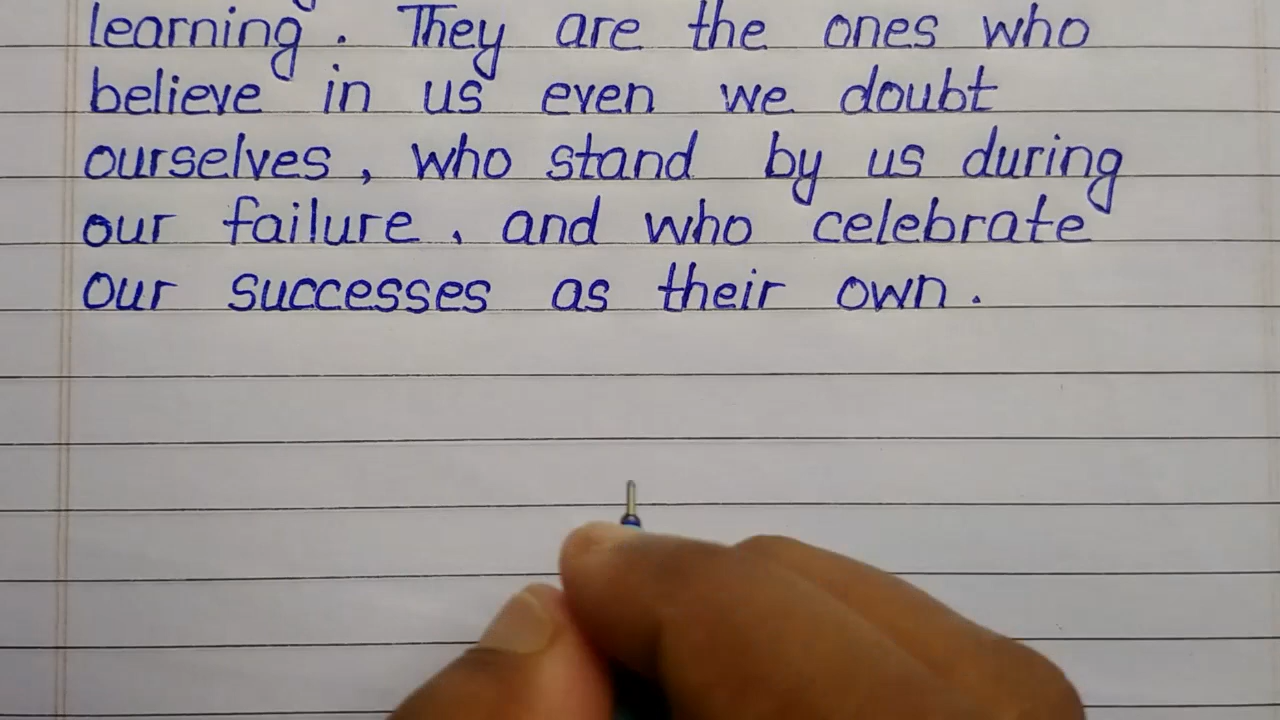 learning. They are the ones who
believe in us even we doubt
ourselves, who stand by us during
our failure, and who celebrate
our successes as their own.